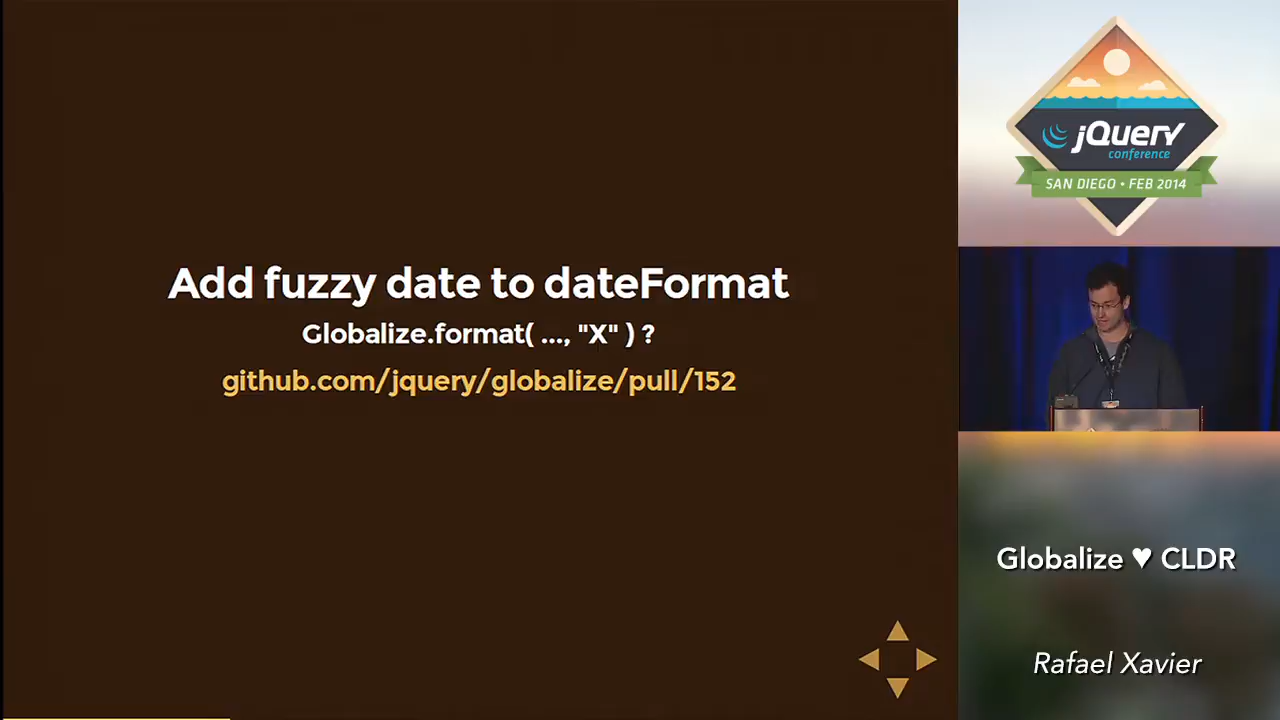 Add fuzzy date to dateFormat
Globalize.format( ..., "X" ) ?
github.com/jquery/globalize/pull/152
jQuery
conference
SAN DIEGO • FEB 2014
Globalize ♥ CLDR
Rafael Xavier